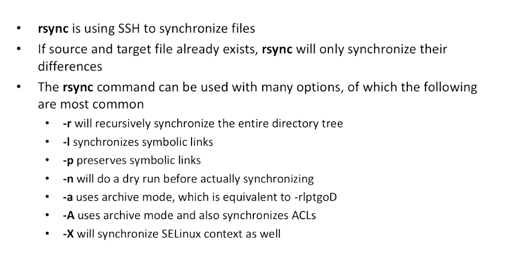 • rsync is using SSH to synchronize files
• If source and target file already exists, rsync will only synchronize their
differences
• The rsync command can be used with many options, of which the following
are most common
• -r will recursively synchronize the entire directory tree
• -l synchronizes symbolic links
• -p preserves symbolic links
• -n will do a dry run before actually synchronizing
• -a uses archive mode, which is equivalent to -rlptgoD
• -A uses archive mode and also synchronizes ACLs
• -X will synchronize SELinux context as well